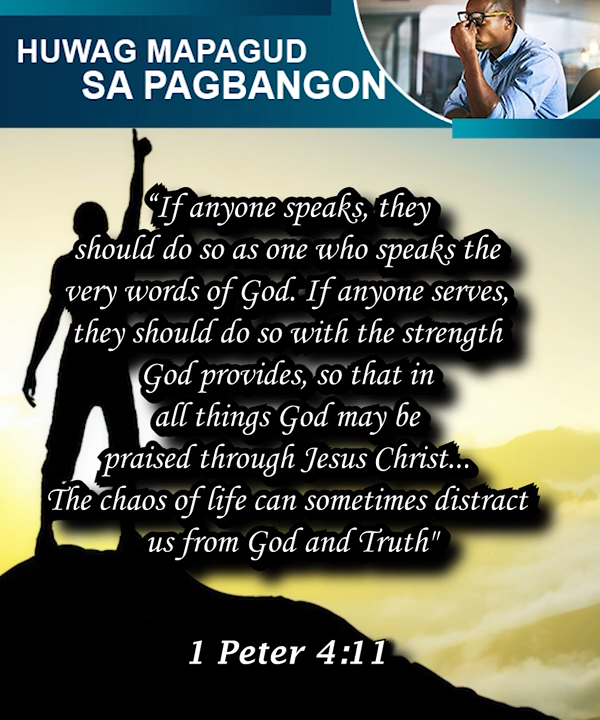 HUWAG MAPAGUD
SA PAGBANGON
“If anyone speaks, they
should do so as one who speaks the
very words of God. If anyone serves,
they should do so with the strength
God provides, so that in
all things God may be
praised through Jesus Christ...
The chaos of life can sometimes distract
us from God and Truth"
1 Peter 4:11